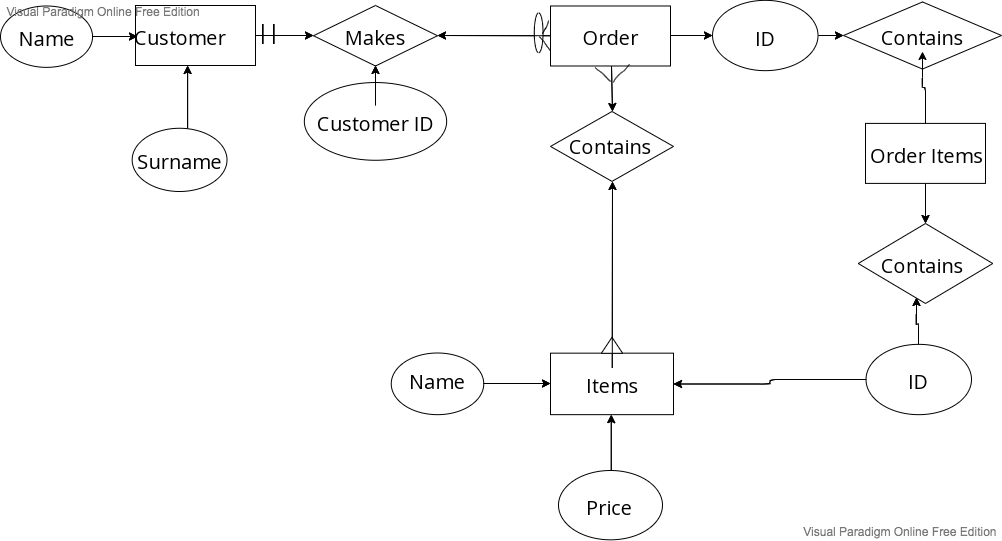 Visual Paradigm Online Free Edition
Name
Customer
Makes
Order
ID
Contains
Customer ID
Surname
Contains
Order Items
Contains
Name
Items
ID
Price
Visual Paradigm Online Free Edition